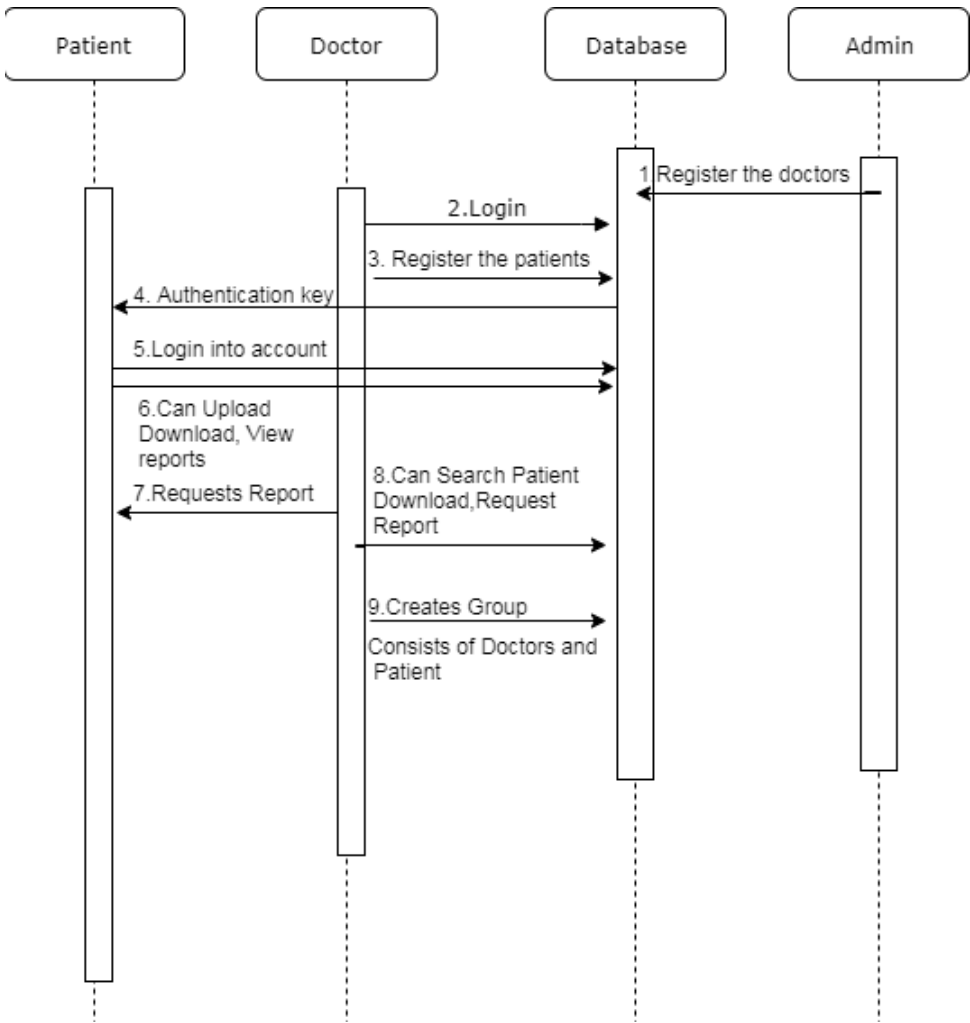 Patient
Doctor
Database
Admin
1.Register the doctors
2.Login
3. Register the patients
4. Authentication key
5.Login into account
6.Can Upload
Download, View
reports
7.Requests Report
8.Can Search Patient
Download,Request
Report
9.Creates Group
Consists of Doctors and
Patient